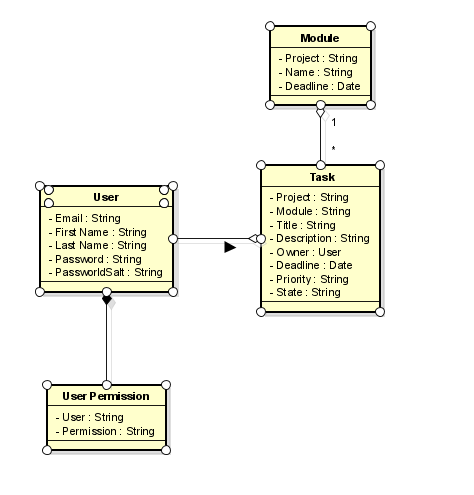 Module
- Project : String
- Name : String
- Deadline : Date
1
*
Task
- Project : String
- Module : String
- Title : String
- Description : String
- Owner : User
- Deadline : Date
- Priority : String
- State : String
User
- Email : String
- First Name : String
- Last Name : String
- Password : String
- PassworldSalt : String
User Permission
- User : String
- Permission : String